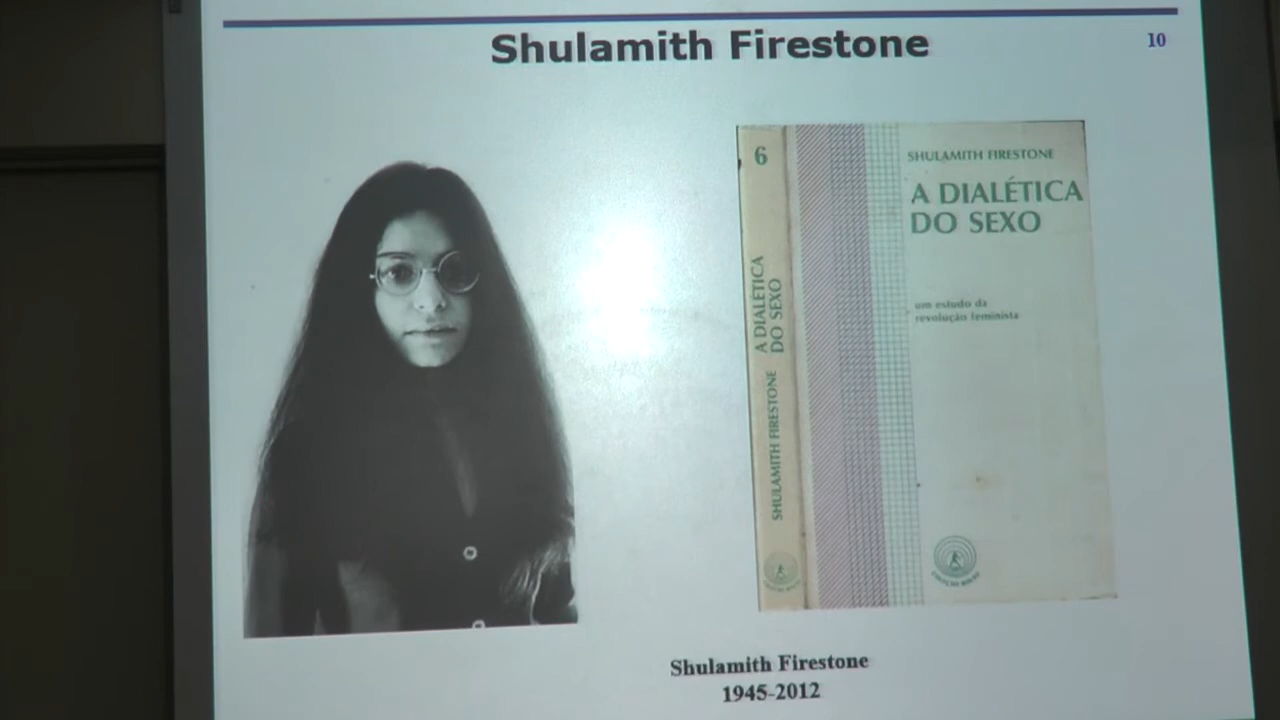 Shulamith Firestone
10
6
A DIALÉTICA
DO SEXO
SHULAMITH FIRESTONE
SHULAMITH FIRESTONE
A DIALÉTICA
DO SEXO
um estudo da
revolução feminista
Shulamith Firestone
1945-2012